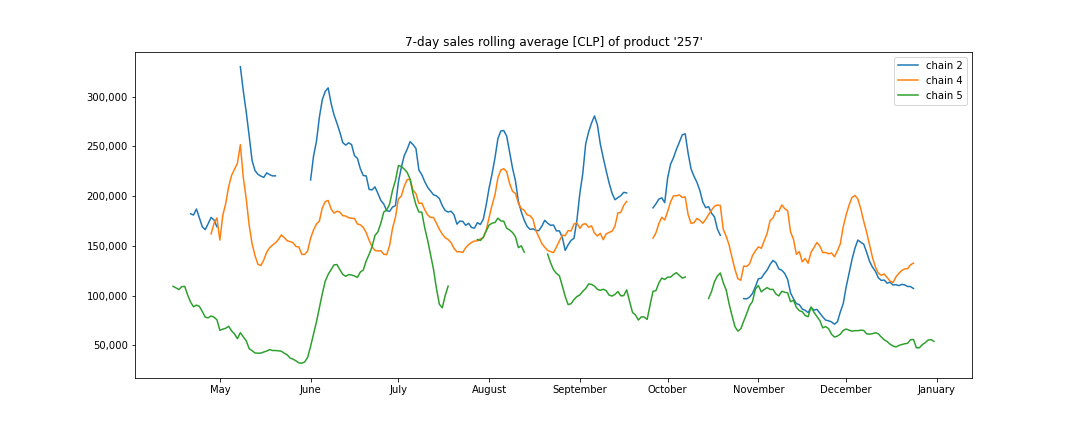 7-day sales rolling average [CLP] of product '257'
chain 2
chain 4
chain 5
300,000
250,000
200,000
150,000
100,000
50,000
May June July August September October November December January